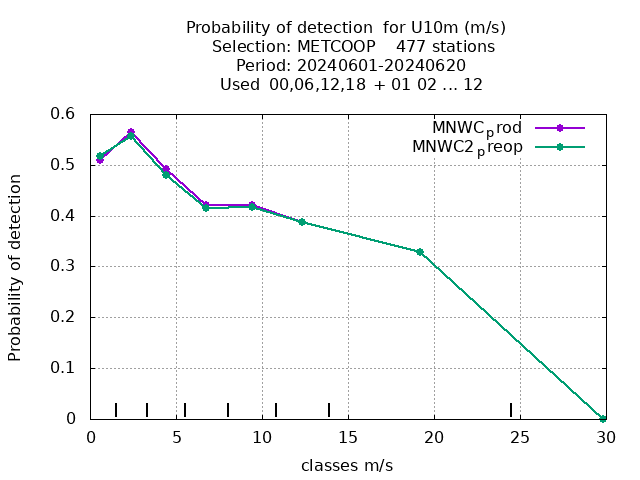 Probability of detection for U10m (m/s)
Selection: METCOOP 477 stations
Period: 20240601-20240620
Used 00,06,12,18 + 01 02 ... 12
MNWCprod
MNWC2preop
Probability of detection
0.6
0.5
0.4
0.3
0.2
0.1
0
0 5 10 15 20 25 30
classes m/s